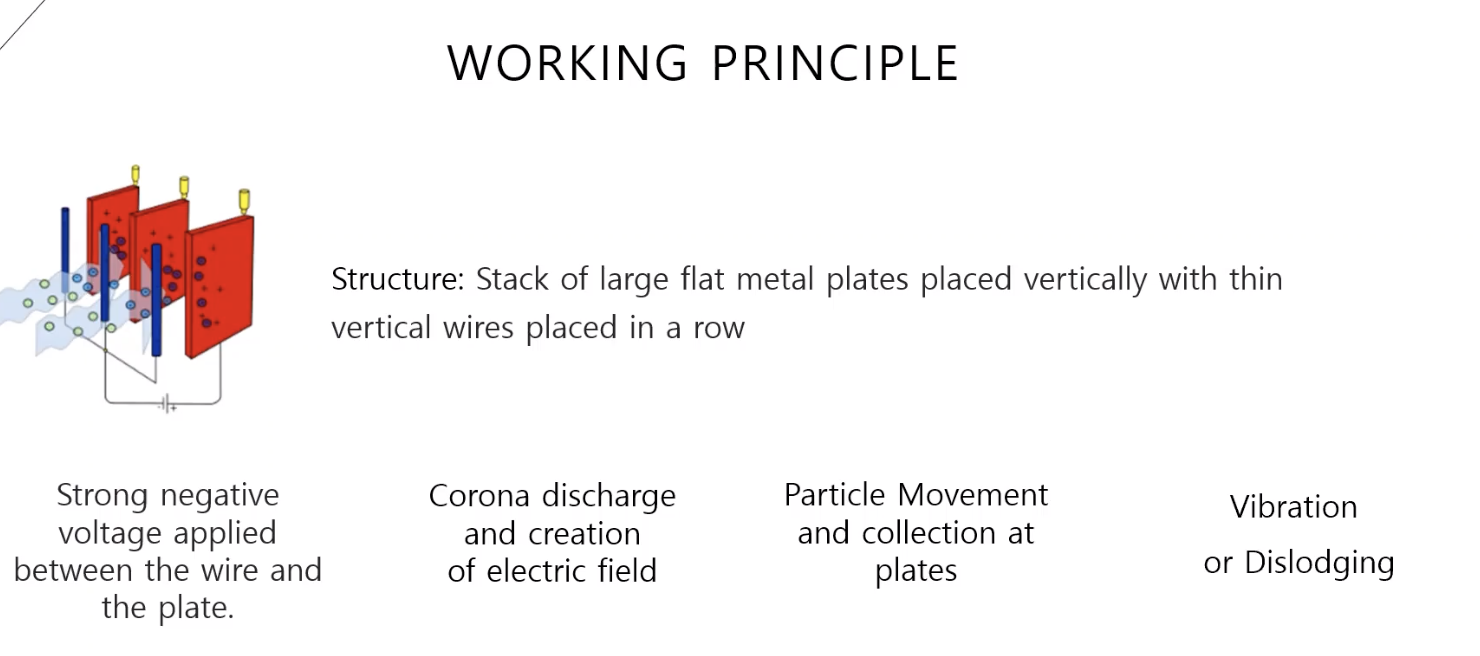 WORKING PRINCIPLE
Structure: Stack of large flat metal plates placed vertically with thin
vertical wires placed in a row
Strong negative
voltage applied
between the wire and
the plate.
Corona discharge
and creation
of electric field
Particle Movement
and collection at
plates
Vibration
or Dislodging